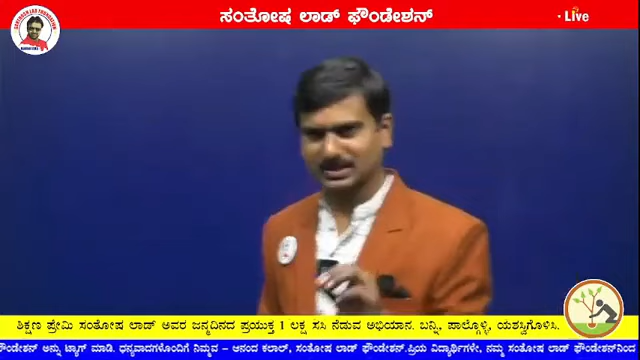 ಸಂತೋಷ ಲಾಡ್ ಫೌಂಡೇಶನ್
Live
ಶಿಕ್ಷಣ ಪ್ರೇಮಿ ಸಂತೋಷ ಲಾಡ್ ಅವರ ಜನ್ಮದಿನದ ಪ್ರಯುಕ್ತ 1 ಲಕ್ಷ ಸಸಿ ನೆಡುವ ಅಭಿಯಾನ. ಬನ್ನಿ, ಪಾಲ್ಗೊಳ್ಳಿ, ಯಶಸ್ವಿಗೊಳಿಸಿ.
ಫೌಂಡೇಶನ್ ಅನ್ನು ಟ್ಯಾಗ್ ಮಾಡಿ. ಧನ್ಯವಾದಗಳೊಂದಿಗೆ ನಿಮ್ಮವ – ಆನಂದ ಕಲಾಲ್, ಸಂತೋಷ ಲಾಡ್ ಫೌಂಡೇಶನ್.ಪ್ರಿಯ ವಿದ್ಯಾರ್ಥಿಗಳೇ, ನಮ್ಮ ಸಂತೋಷ ಲಾಡ್ ಫೌಂಡೇಶನ್‌ನಿಂದ